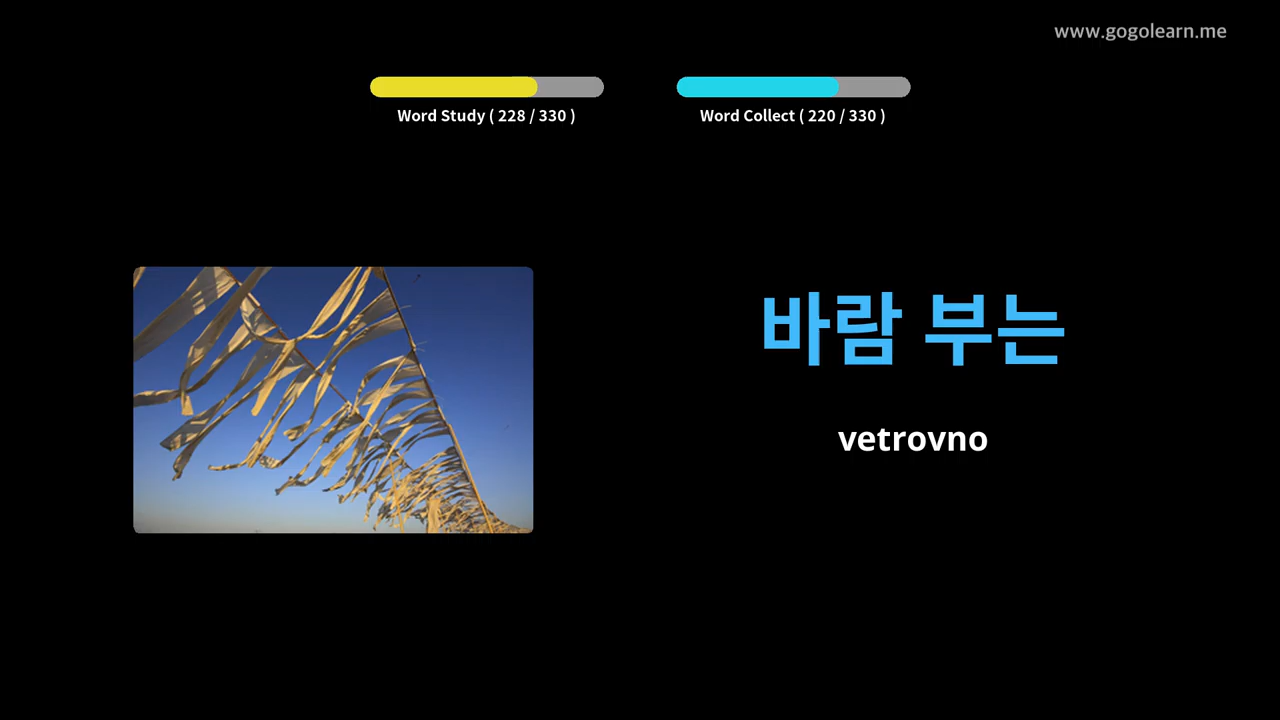 www.gogolearn.me
Word Study ( 228 / 330 )
Word Collect ( 220 / 330 )
바람 부는
vetrovno